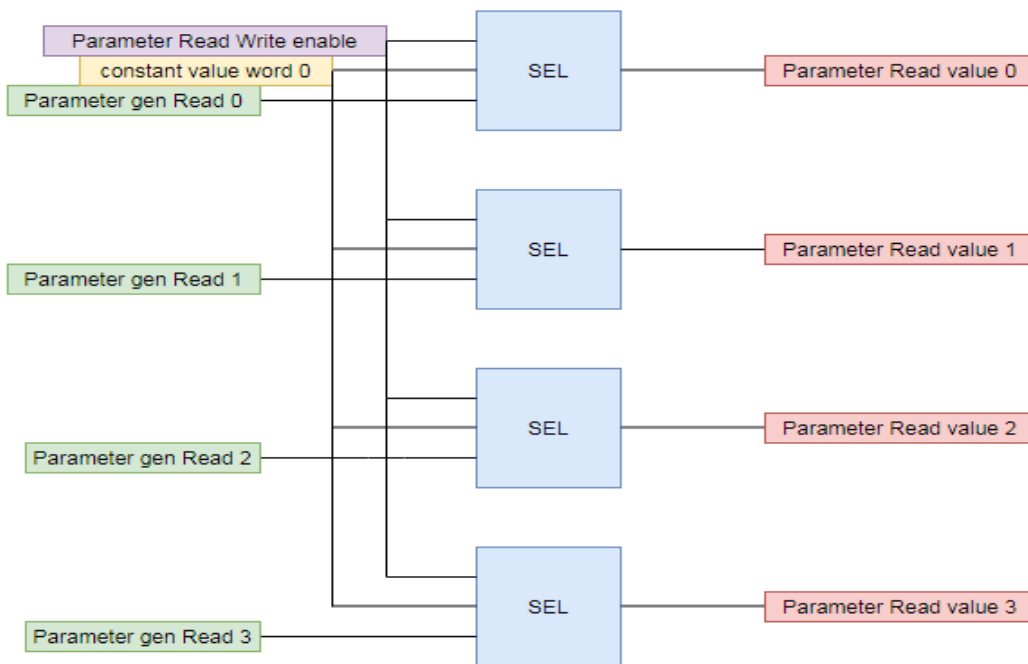 Parameter Read Write enable
constant value word 0
Parameter gen Read 0
SEL
Parameter Read value 0
Parameter gen Read 1
SEL
Parameter Read value 1
Parameter gen Read 2
SEL
Parameter Read value 2
Parameter gen Read 3
SEL
Parameter Read value 3